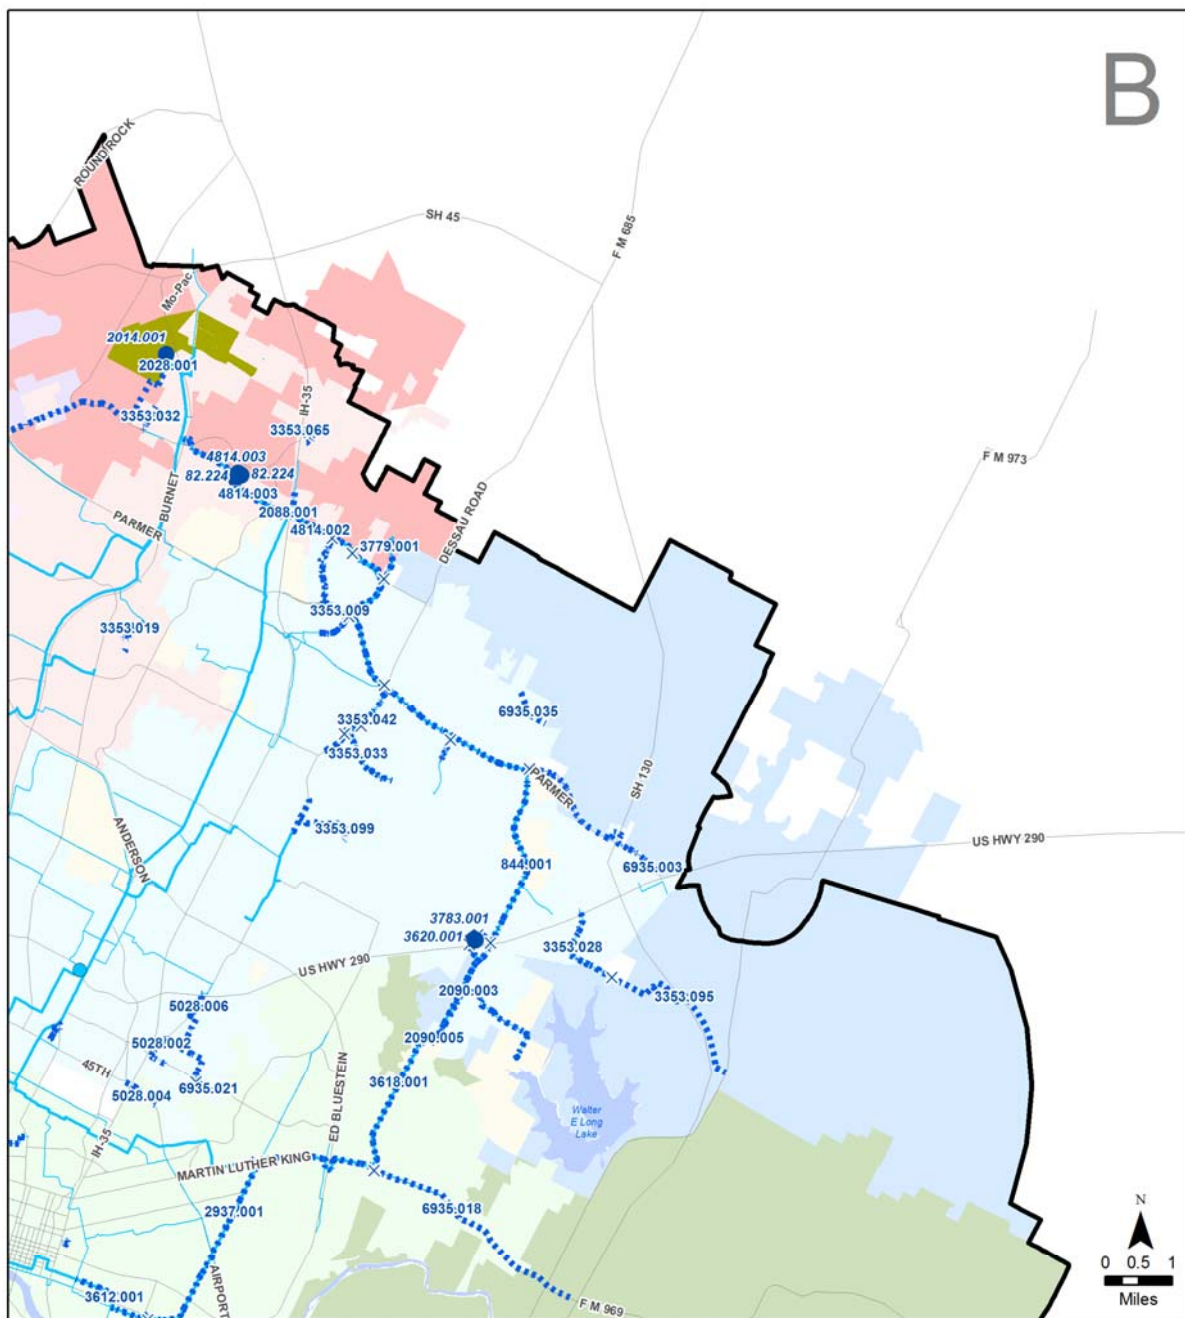 B
ROUND ROCK
SH 45
F M 685
Mo-Pac
2014.001
2028.001
IH-35
3353.032
3353.065
F M 973
4814.003
82.224
82.224
4814.003
BURNET
2088.001
DESSAU ROAD
PARMER
4814.002
3779.001
3353.009
3353.019
6935.035
3353.042
3353.033
SH 130
PARMER
3353.099
ANDERSON
US HWY 290
844.001
6935.003
3783.001
3620.001
3353.028
US HWY 290
2090.003
3353.095
5028.006
5028.002
2090.005
45TH
6935.021
3618.001
5028.004
ED BLUESTEIN
Walter
E Long
Lake
IH-35
MARTIN LUTHER KING
2937.001
6935.018
N
0 0.5 1
Miles
AIRPORT
3612.001
F M 969